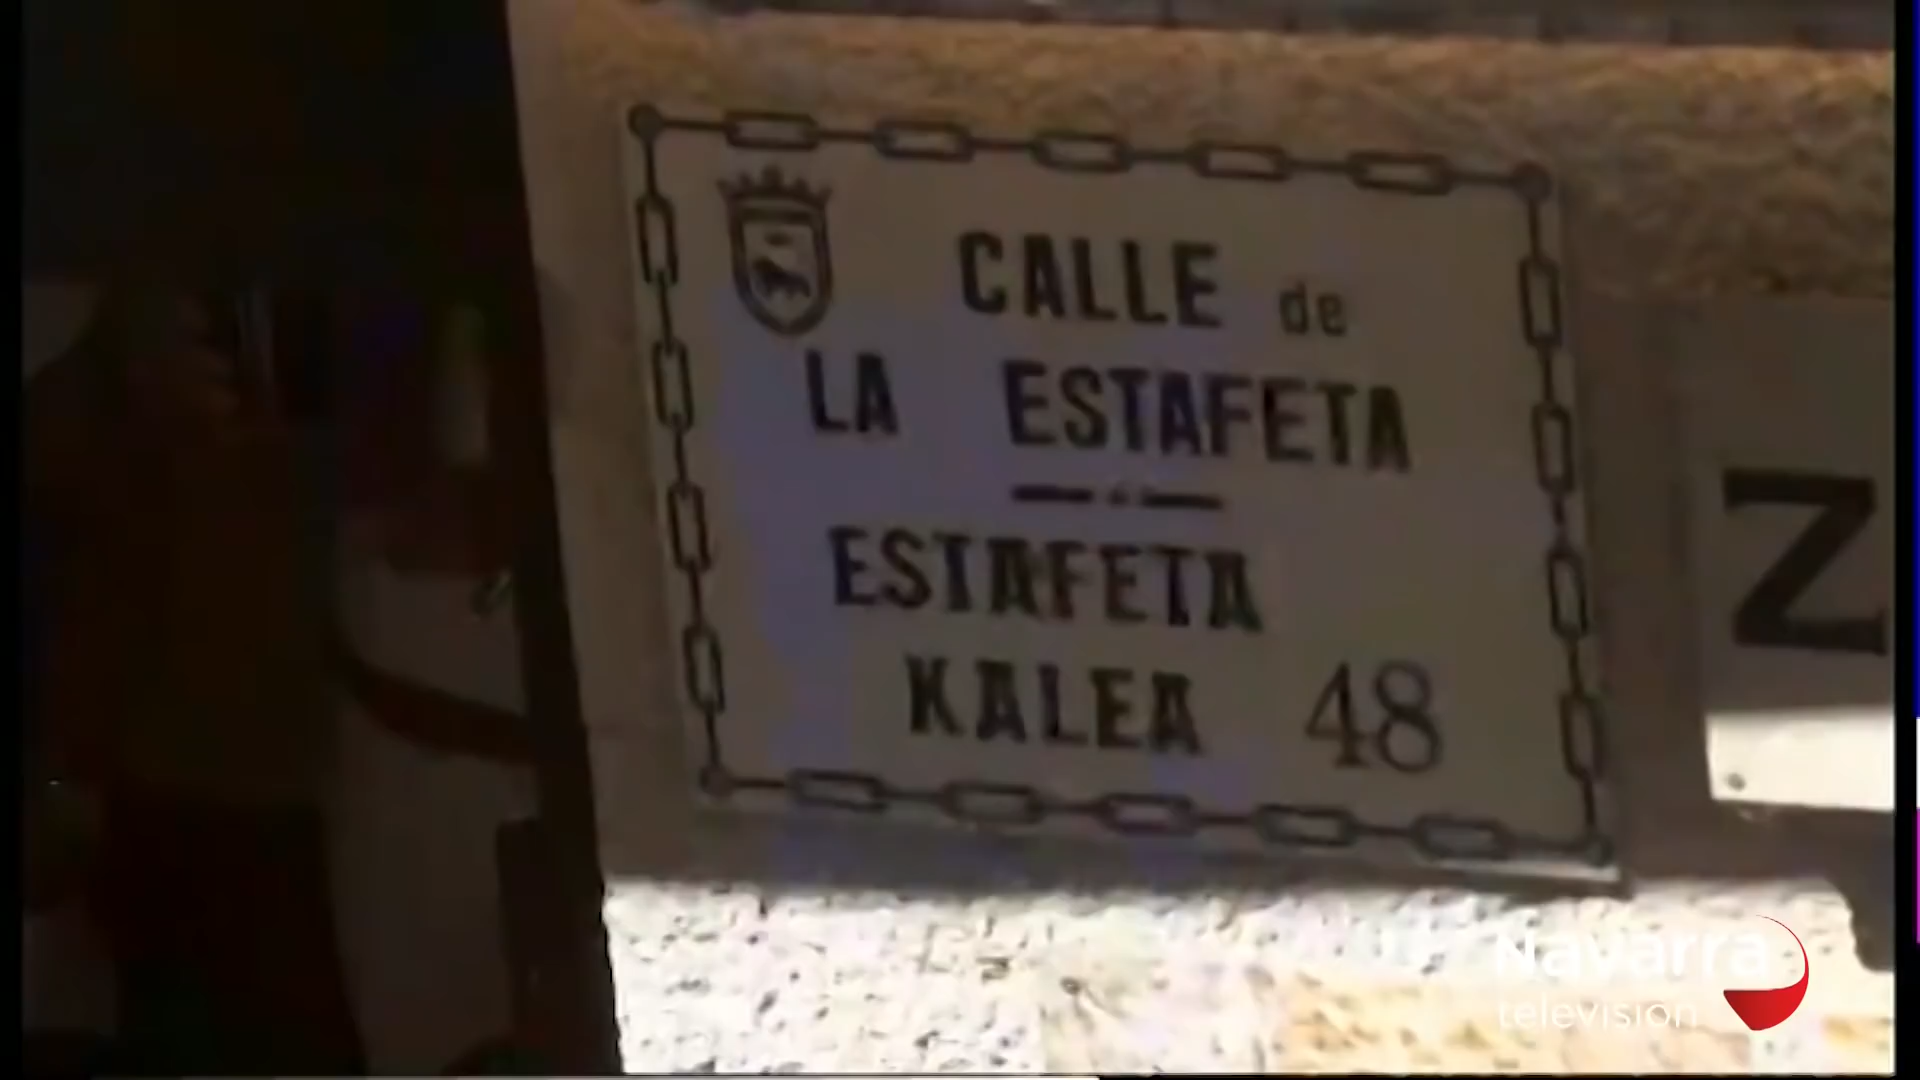 CALLE de
LA ESTAFETA
ESTAFETA
KALEA 48
Z
Navarra
televisión